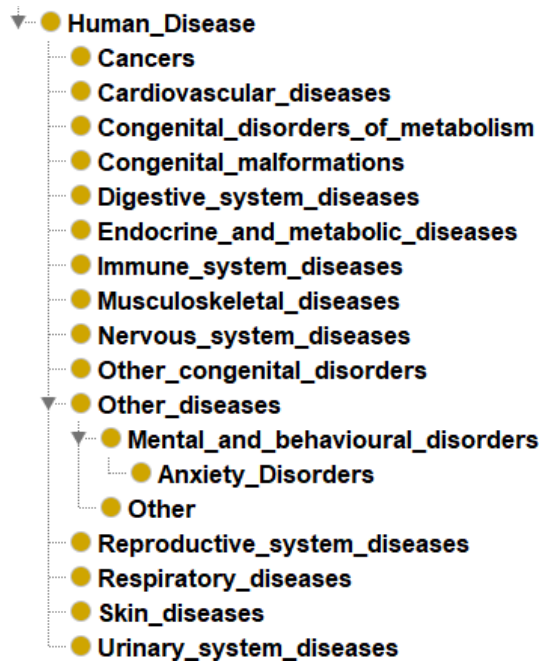 Human_Disease
Cancers
Cardiovascular_diseases
Congenital_disorders_of_metabolism
Congenital_malformations
Digestive_system_diseases
Endocrine_and_metabolic_diseases
Immune_system_diseases
Musculoskeletal_diseases
Nervous_system_diseases
Other_congenital_disorders
Other_diseases
Mental_and_behavioural_disorders
Anxiety_Disorders
Other
Reproductive_system_diseases
Respiratory_diseases
Skin_diseases
Urinary_system_diseases